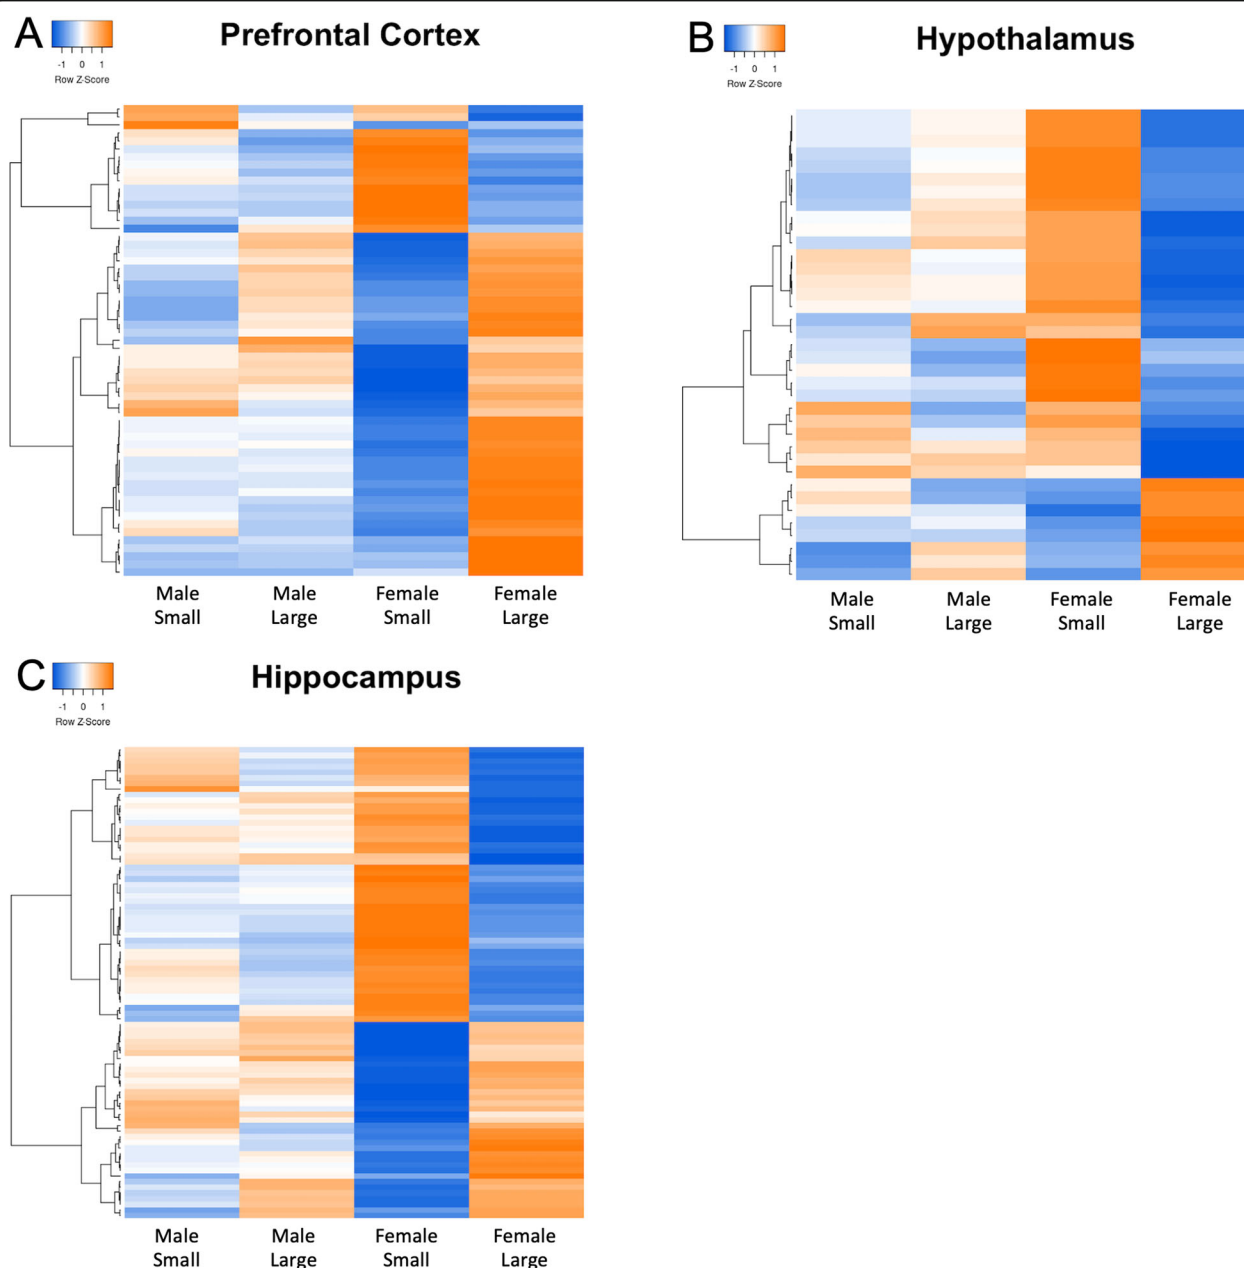 A
Prefrontal Cortex
-1 0 1
Row Z-Score
Male Small
Male Large
Female Small
Female Large
B
Hypothalamus
-1 0 1
Row Z-Score
Male Small
Male Large
Female Small
Female Large
C
Hippocampus
-1 0 1
Row Z-Score
Male Small
Male Large
Female Small
Female Large